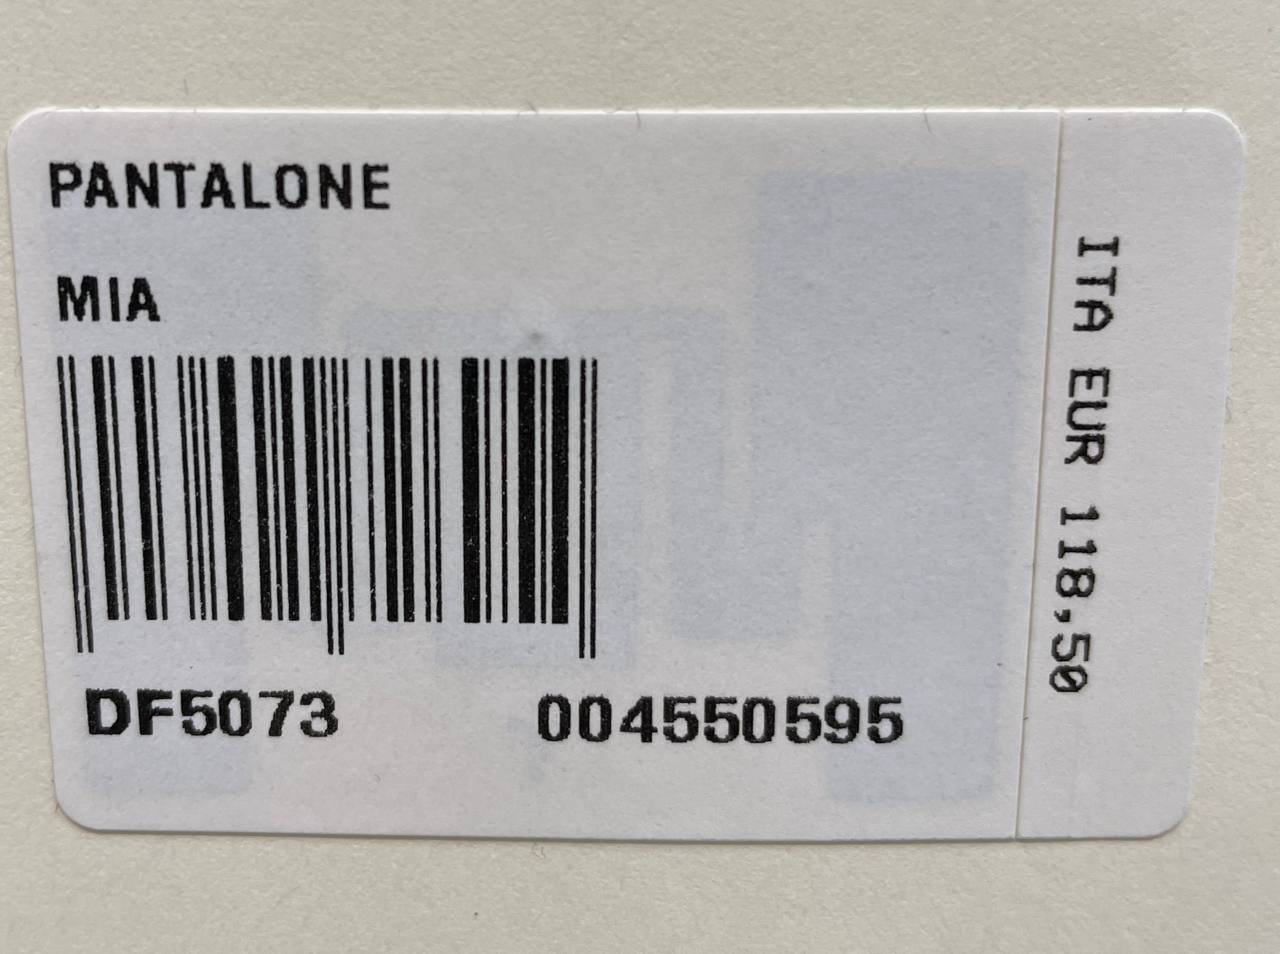 PANTALONE
MIA
DF5073 004550595
ITA EUR 118,50